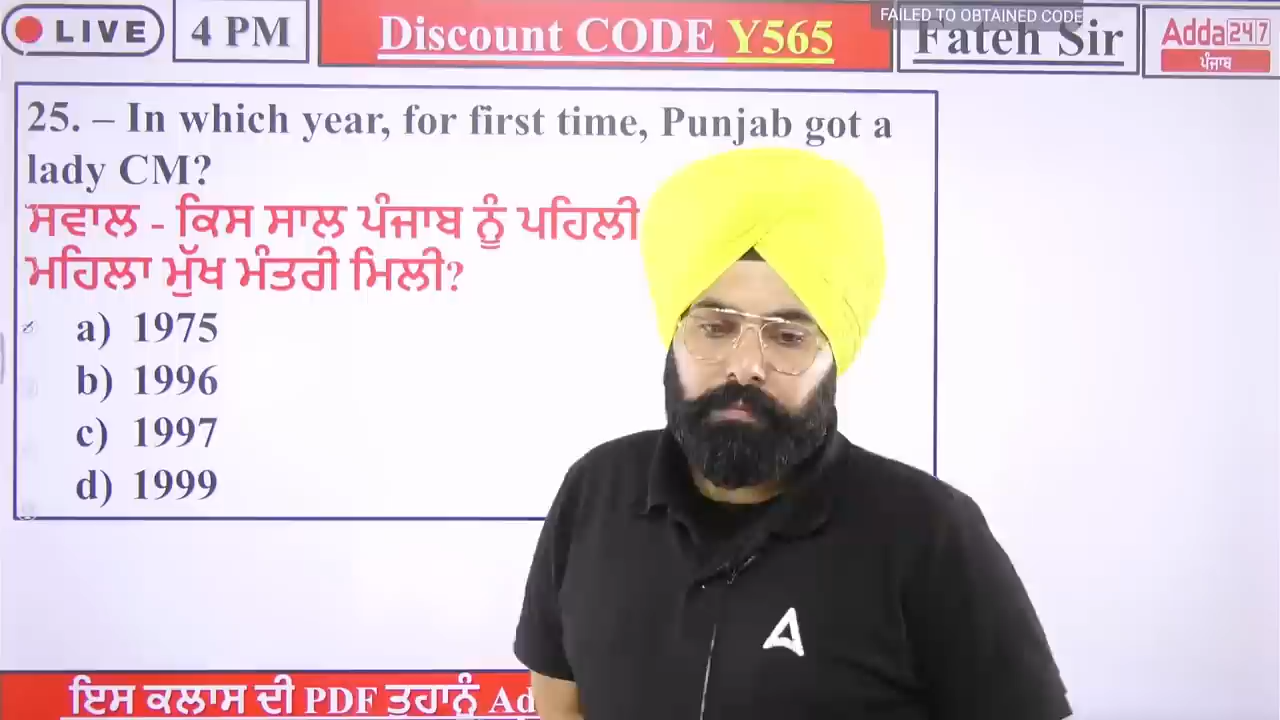 LIVE
4 PM
Discount CODE Y565
FAILED TO OBTAINED CODE
Fateh Sir
Adda247
ਪੰਜਾਬ
25. – In which year, for first time, Punjab got a
lady CM?
ਸਵਾਲ - ਕਿਸ ਸਾਲ ਪੰਜਾਬ ਨੂੰ ਪਹਿਲੀ
ਮਹਿਲਾ ਮੁੱਖ ਮੰਤਰੀ ਮਿਲੀ?
a) 1975
b) 1996
c) 1997
d) 1999
ਇਸ ਕਲਾਸ ਦੀ PDF ਤੁਹਾਨੂੰ Ad